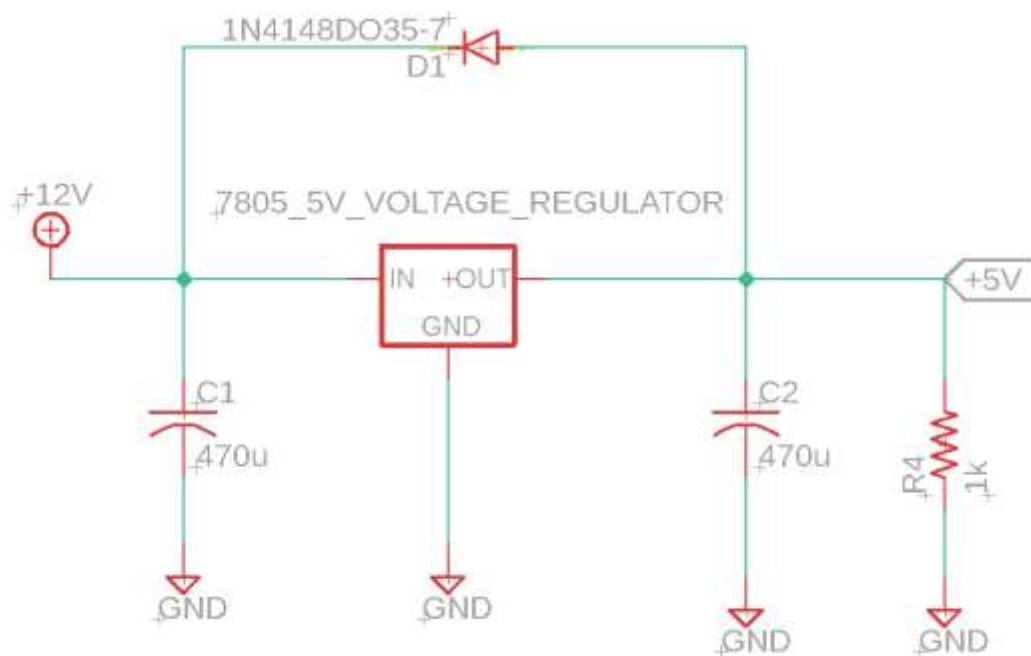 1N4148DO35-7
D1
+12V
7805_5V_VOLTAGE_REGULATOR
IN
+OUT
GND
+5V
C1
470u
C2
470u
R4
1k
GND
GND
GND
GND